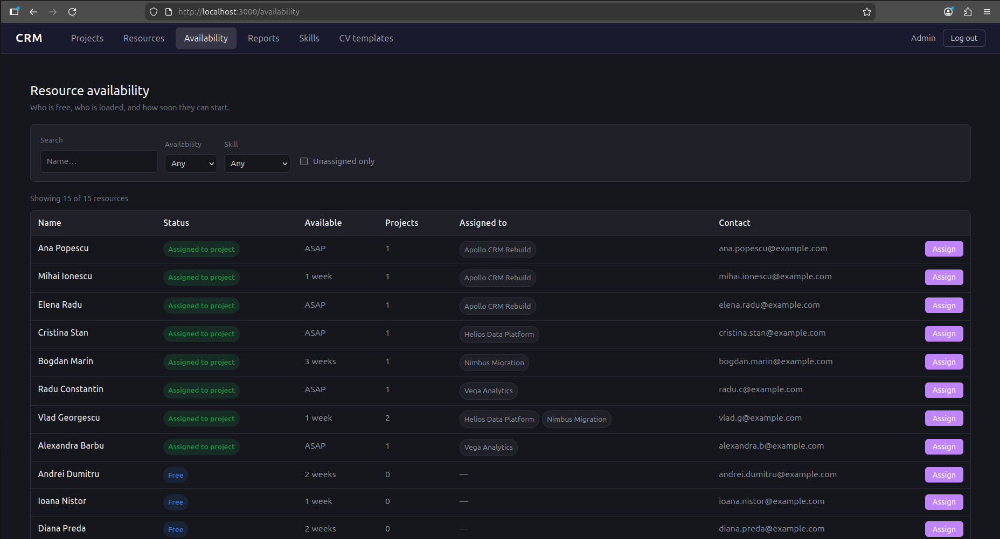 http://localhost:3000/availability
CRM Projects Resources Availability Reports Skills CV templates Admin Log out
Resource availability
Who is free, who is loaded, and how soon they can start.
Search Availability Skill
Name... Any Any Unassigned only
Showing 15 of 15 resources
Name Status Available Projects Assigned to Contact
Ana Popescu Assigned to project ASAP 1 Apollo CRM Rebuild ana.popescu@example.com Assign
Mihai Ionescu Assigned to project 1 week 1 Apollo CRM Rebuild mihai.ionescu@example.com Assign
Elena Radu Assigned to project ASAP 1 Apollo CRM Rebuild elena.radu@example.com Assign
Cristina Stan Assigned to project ASAP 1 Helios Data Platform cristina.stan@example.com Assign
Bogdan Marin Assigned to project 3 weeks 1 Nimbus Migration bogdan.marin@example.com Assign
Radu Constantin Assigned to project ASAP 1 Vega Analytics radu.c@example.com Assign
Vlad Georgescu Assigned to project 1 week 2 Helios Data Platform Nimbus Migration vlad.g@example.com Assign
Alexandra Barbu Assigned to project ASAP 1 Vega Analytics alexandra.b@example.com Assign
Andrei Dumitru Free 2 weeks 0 — andrei.dumitru@example.com Assign
Ioana Nistor Free 1 week 0 — ioana.nistor@example.com Assign
Diana Preda Free 2 weeks 0 — diana.preda@example.com Assign